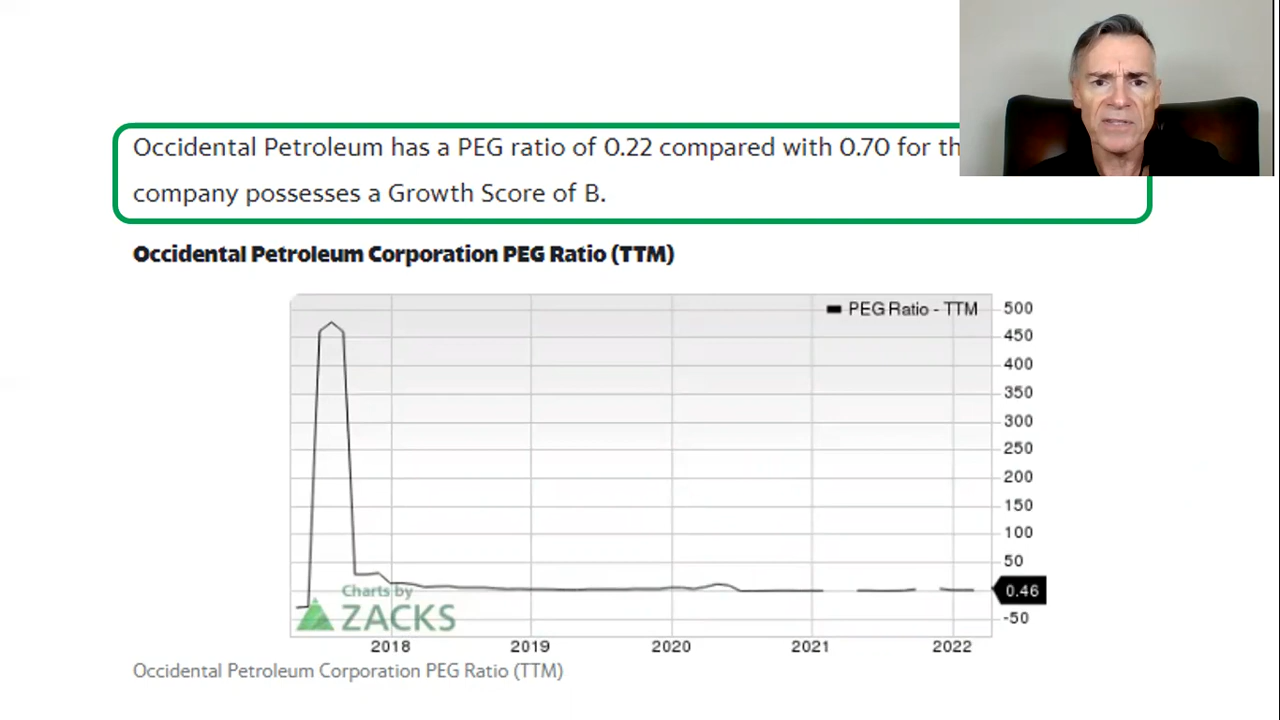 Occidental Petroleum has a PEG ratio of 0.22 compared with 0.70 for
company possesses a Growth Score of B.
Occidental Petroleum Corporation PEG Ratio (TTM)
PEG Ratio - TTM
500
450
400
350
300
250
200
150
100
50
0.46
-50
Charts by
ZACKS
2018 2019 2020 2021 2022
Occidental Petroleum Corporation PEG Ratio (TTM)